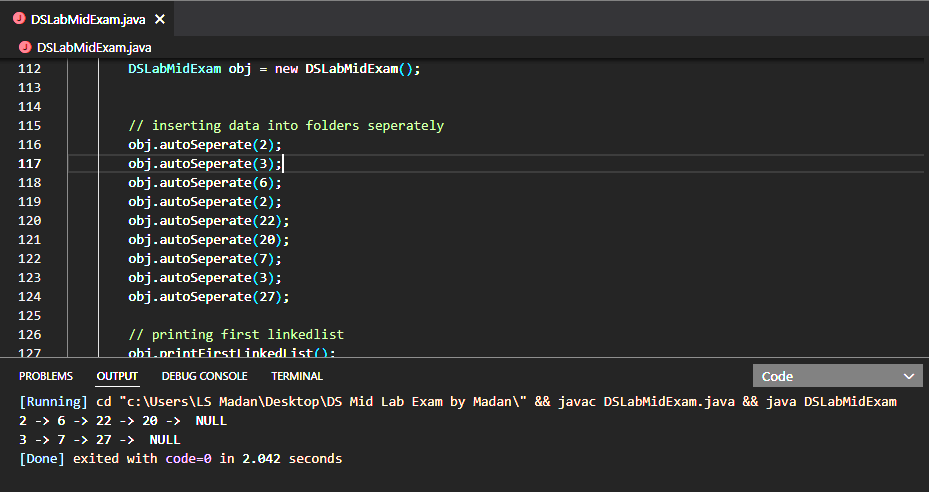 DSLabMidExam.java ×
DSLabMidExam.java
112 DSLabMidExam obj = new DSLabMidExam();
113
114
115 // inserting data into folders seperately
116 obj.autoSeperate(2);
117 obj.autoSeperate(3);
118 obj.autoSeperate(6);
119 obj.autoSeperate(2);
120 obj.autoSeperate(22);
121 obj.autoSeperate(20);
122 obj.autoSeperate(7);
123 obj.autoSeperate(3);
124 obj.autoSeperate(27);
125
126 // printing first linkedlist
127 obj.printFirstLinkedList();
PROBLEMS OUTPUT DEBUG CONSOLE TERMINAL Code
[Running] cd "c:\Users\LS Madan\Desktop\DS Mid Lab Exam by Madan\" && javac DSLabMidExam.java && java DSLabMidExam
2 -> 6 -> 22 -> 20 -> NULL
3 -> 7 -> 27 -> NULL
[Done] exited with code=0 in 2.042 seconds